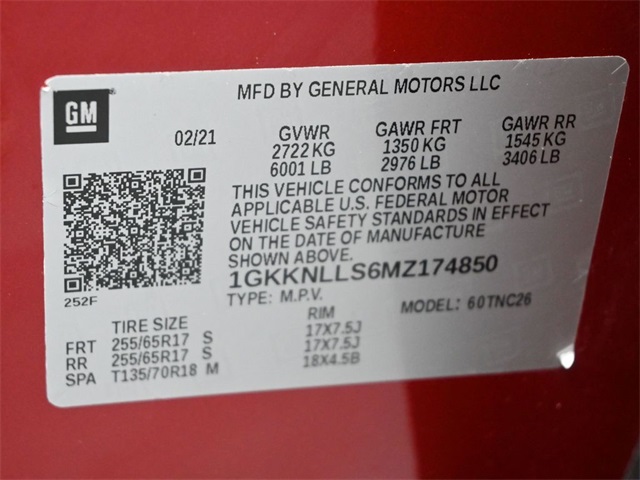 GM
MFD BY GENERAL MOTORS LLC
02/21 GVWR GAWR FRT GAWR RR
2722 KG 1350 KG 1545 KG
6001 LB 2976 LB 3406 LB
THIS VEHICLE CONFORMS TO ALL
APPLICABLE U.S. FEDERAL MOTOR
VEHICLE SAFETY STANDARDS IN EFFECT
ON THE DATE OF MANUFACTURE
SHOWN ABOVE.
1GKKNLLS6MZ174850
252F
TYPE: M.P.V. MODEL: 60TNC26
TIRE SIZE RIM
FRT 255/65R17 S 17X7.5J
RR 255/65R17 S 17X7.5J
SPA T135/70R18 M 18X4.5B